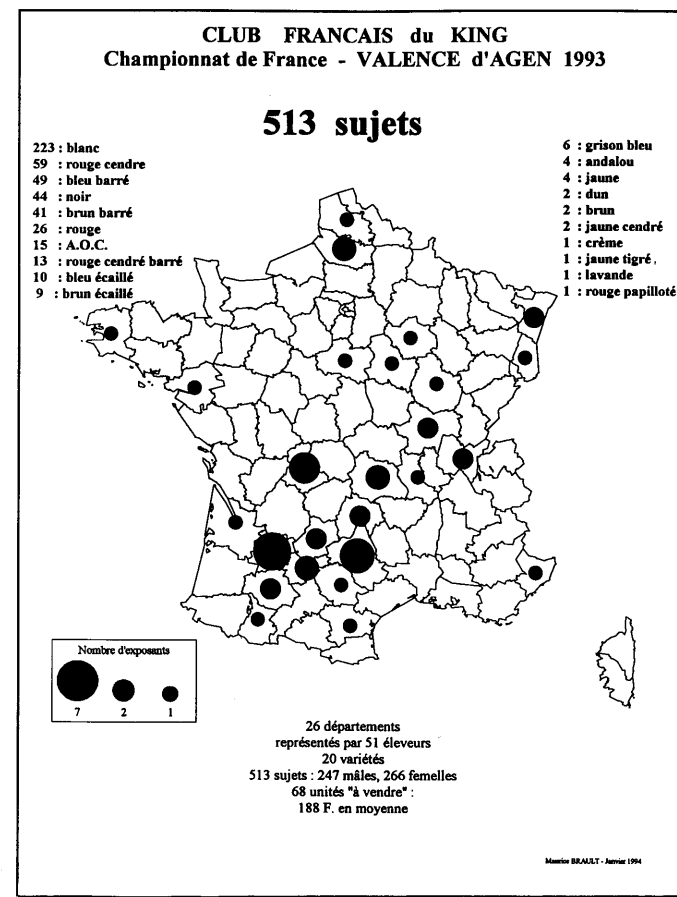 CLUB FRANCAIS du KING
Championnat de France - VALENCE d'AGEN 1993
513 sujets
223 : blanc
59 : rouge cendre
49 : bleu barré
44 : noir
41 : brun barré
26 : rouge
15 : A.O.C.
13 : rouge cendré barré
10 : bleu écaillé
9 : brun écaillé
6 : grison bleu
4 : andalou
4 : jaune
2 : dun
2 : brun
2 : jaune cendré
1 : crème
1 : jaune tigré .
1 : lavande
1 : rouge papilloté
Nombre d'exposants
7 2 1
26 départements
représentés par 51 éleveurs
20 variétés
513 sujets : 247 mâles, 266 femelles
68 unités "à vendre" :
188 F. en moyenne
Maurice BRAULT - Janvier 1994